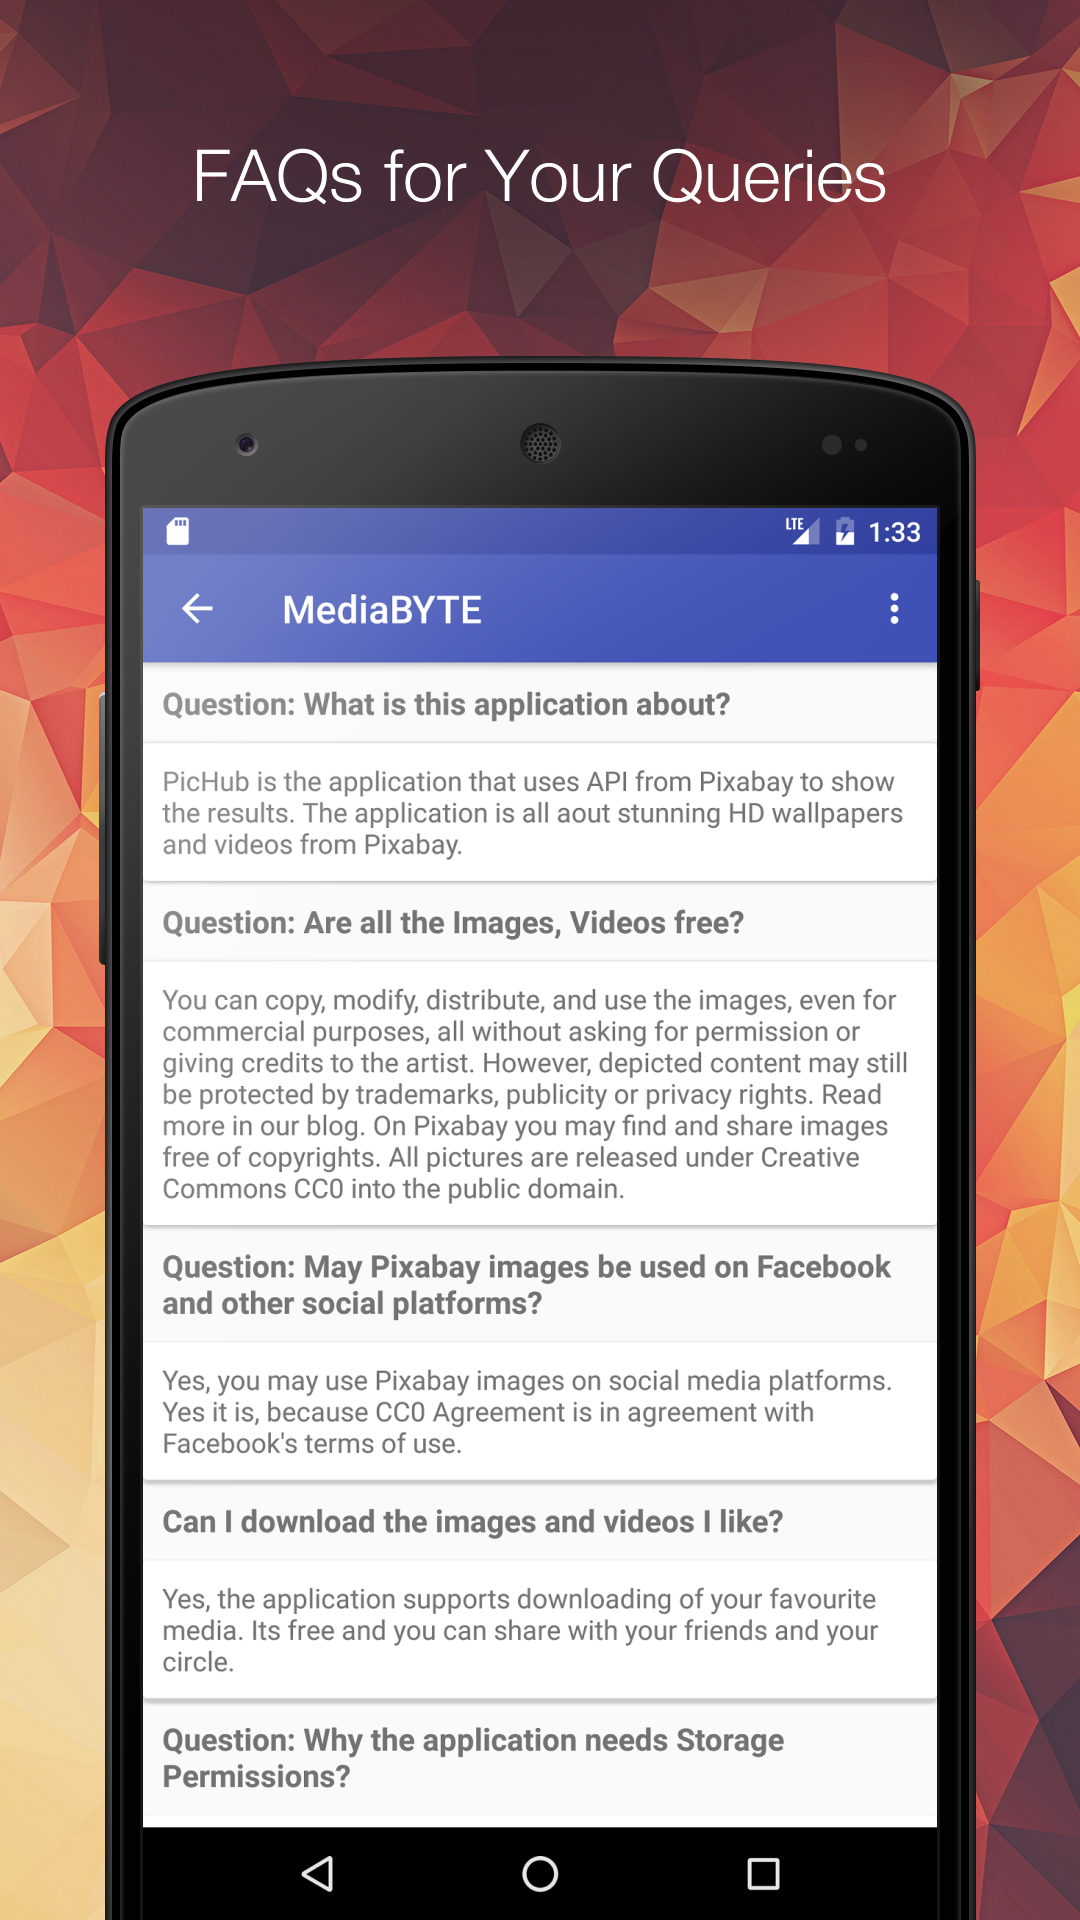 FAQs for Your Queries
LTE 1:33
MediaBYTE
Question: What is this application about?
PicHub is the application that uses API from Pixabay to show
the results. The application is all aout stunning HD wallpapers
and videos from Pixabay.
Question: Are all the Images, Videos free?
You can copy, modify, distribute, and use the images, even for
commercial purposes, all without asking for permission or
giving credits to the artist. However, depicted content may still
be protected by trademarks, publicity or privacy rights. Read
more in our blog. On Pixabay you may find and share images
free of copyrights. All pictures are released under Creative
Commons CC0 into the public domain.
Question: May Pixabay images be used on Facebook
and other social platforms?
Yes, you may use Pixabay images on social media platforms.
Yes it is, because CC0 Agreement is in agreement with
Facebook's terms of use.
Can I download the images and videos I like?
Yes, the application supports downloading of your favourite
media. Its free and you can share with your friends and your
circle.
Question: Why the application needs Storage
Permissions?